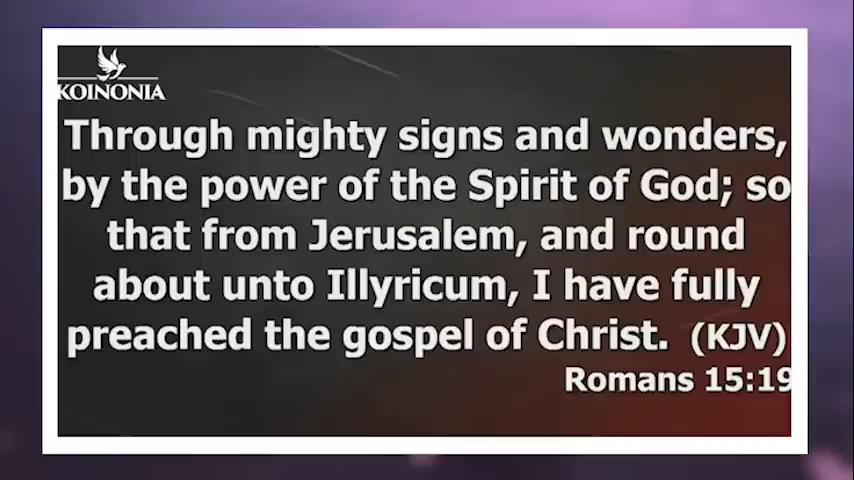 KOINONIA
Through mighty signs and wonders,
by the power of the Spirit of God; so
that from Jerusalem, and round
about unto Illyricum, I have fully
preached the gospel of Christ. (KJV)
Romans 15:19